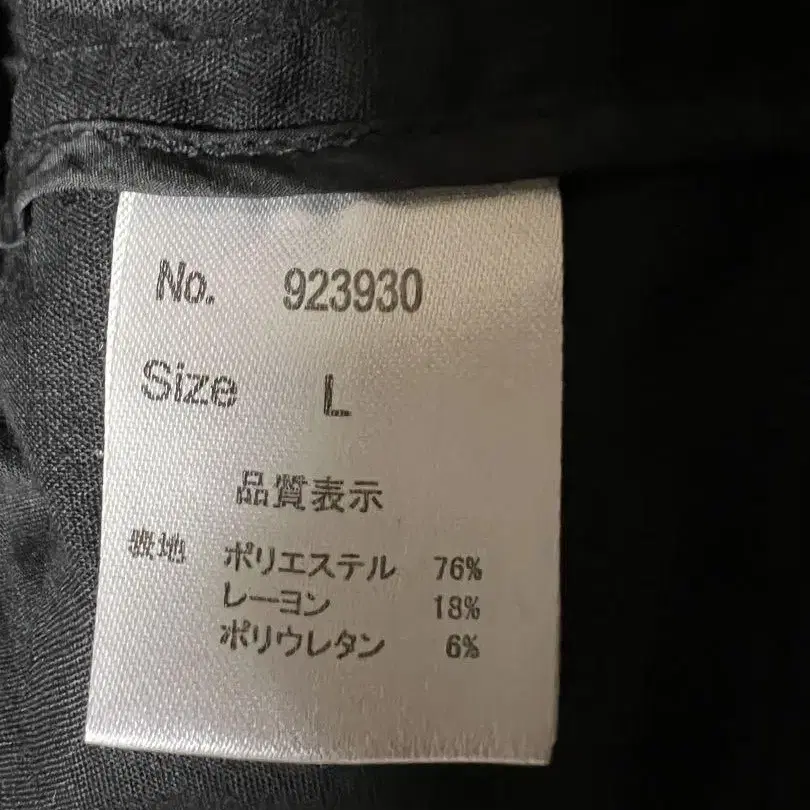 No. 923930
Size L
品質表示
表地 ポリエステル 76%
レーヨン 18%
ポリウレタン 6%